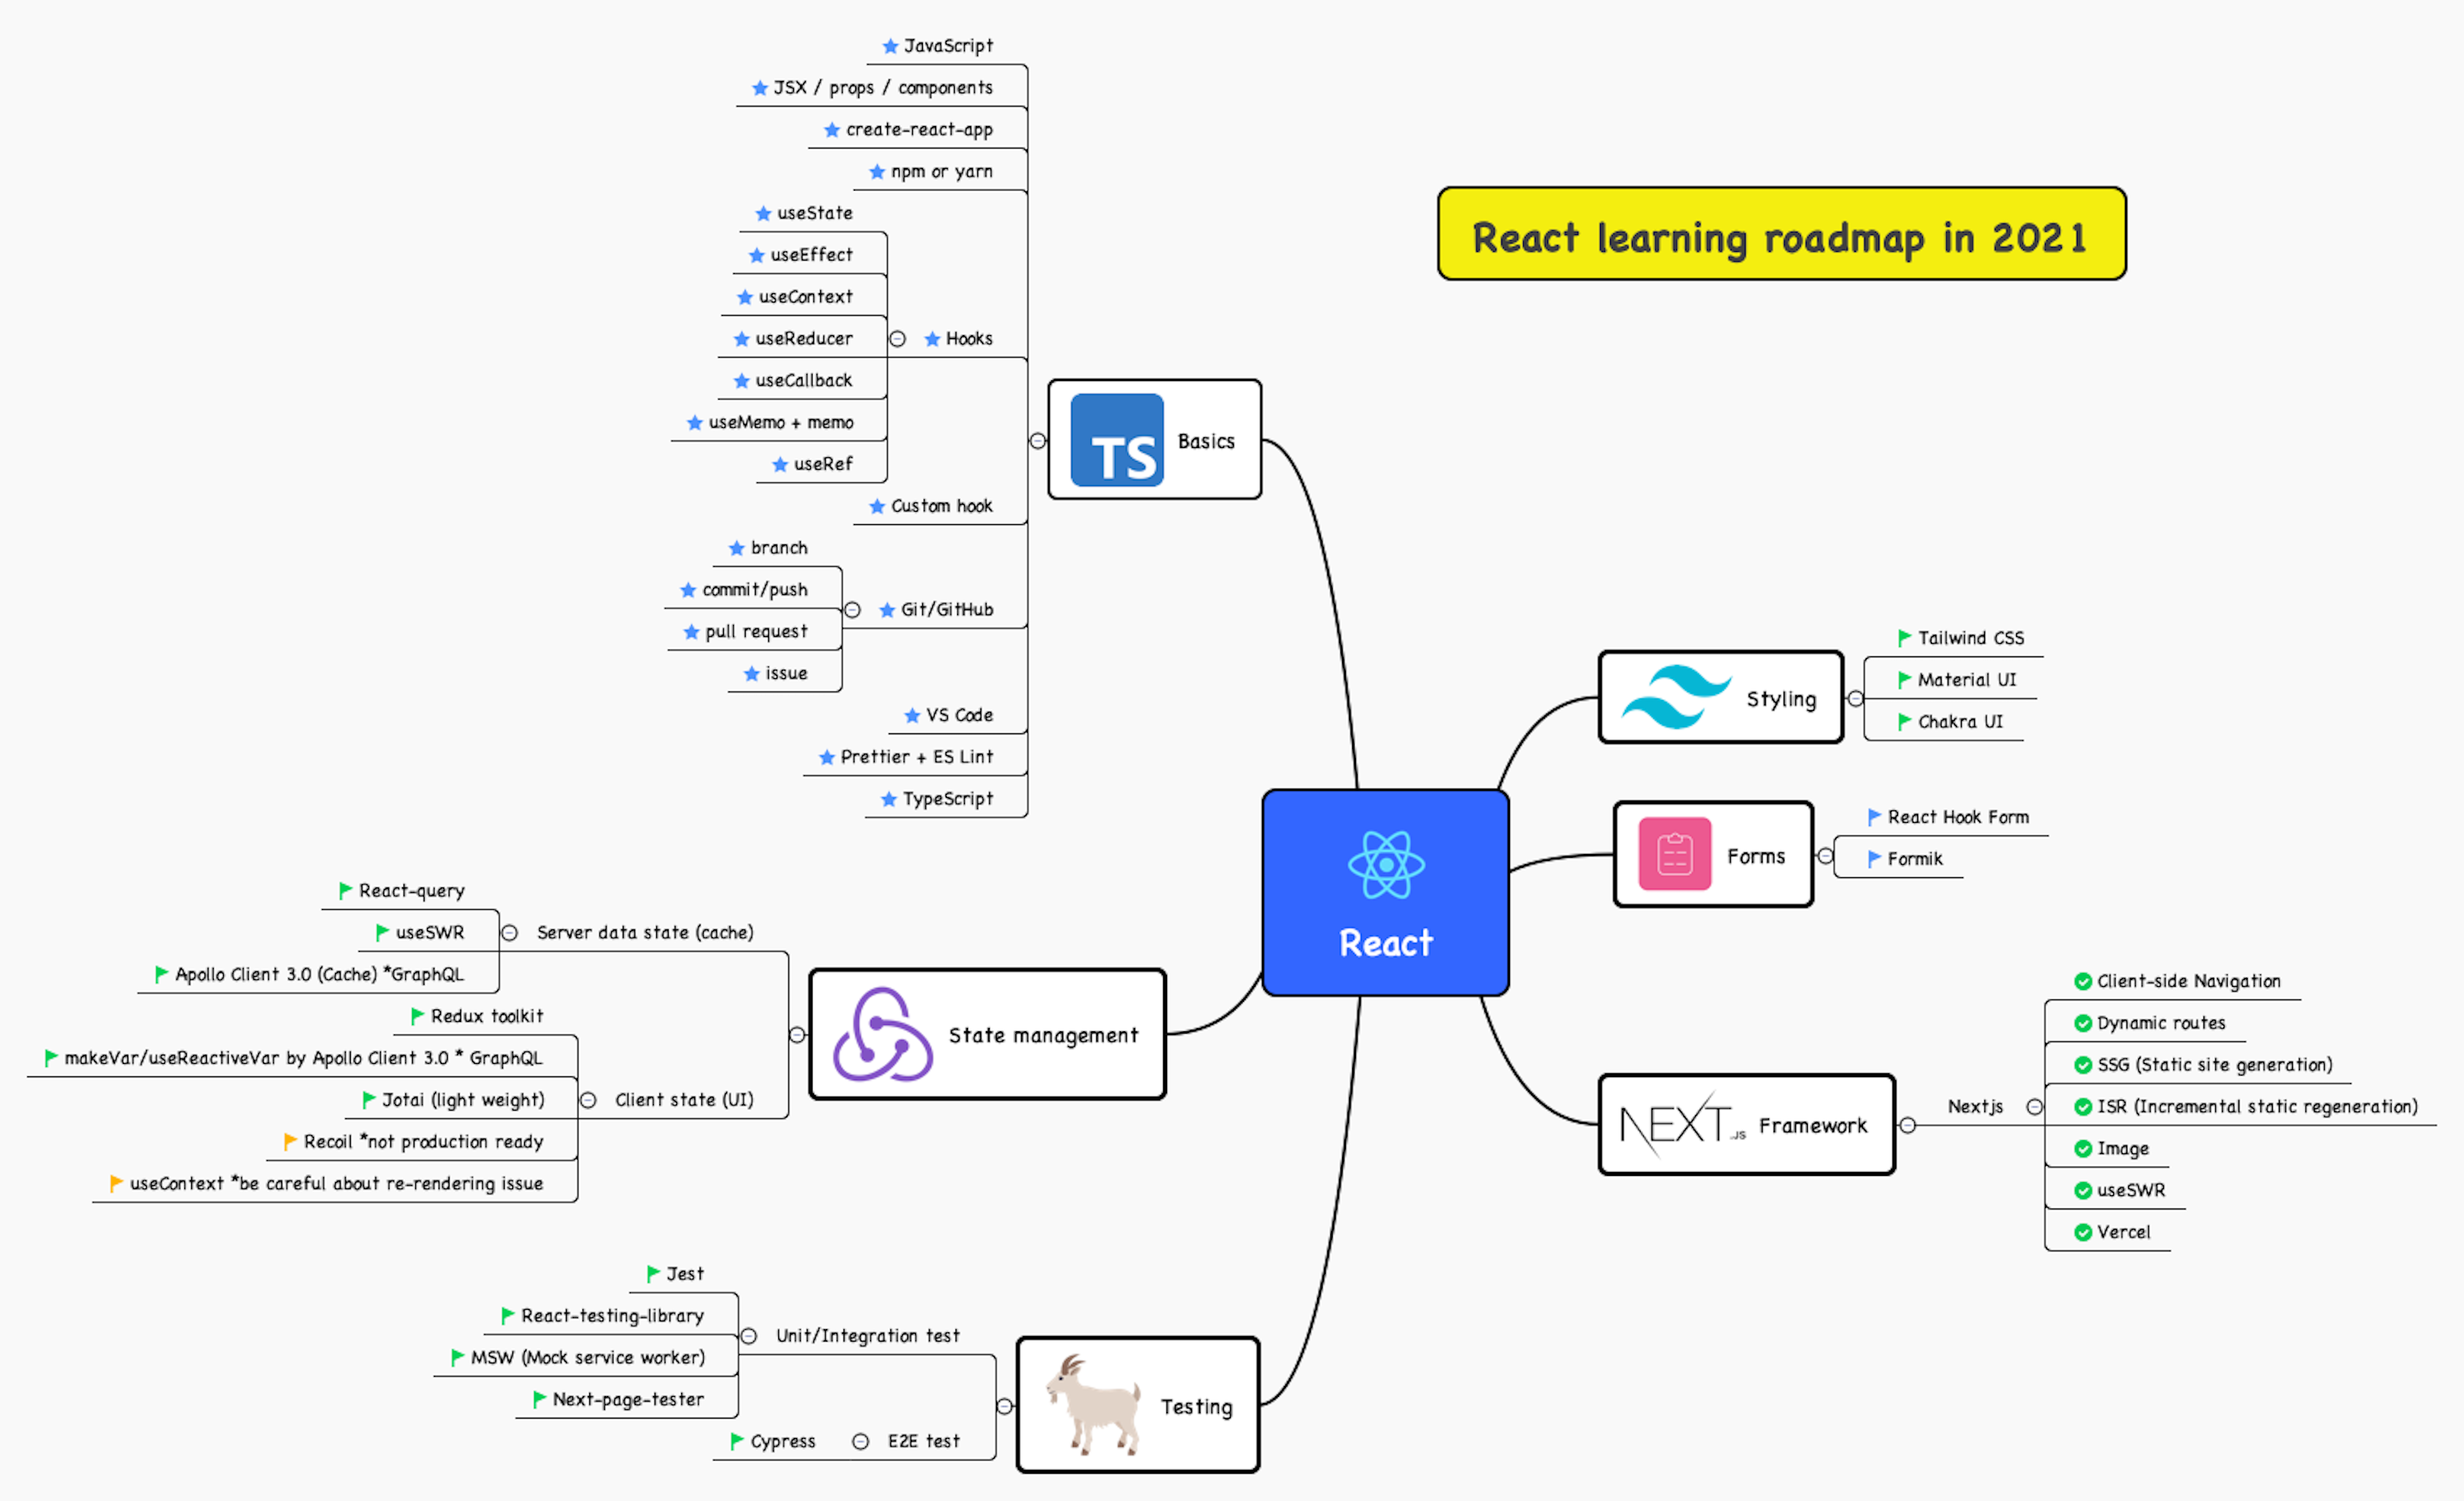 React learning roadmap in 2021
JavaScript
JSX / props / components
create-react-app
npm or yarn
useState
useEffect
useContext
useReducer
useCallback
useMemo + memo
useRef
Hooks
Custom hook
branch
commit/push
pull request
issue
Git/GitHub
VS Code
Prettier + ES Lint
TypeScript
TS
Basics
React-query
useSWR
Apollo Client 3.0 (Cache) *GraphQL
Server data state (cache)
Redux toolkit
makeVar/useReactiveVar by Apollo Client 3.0 * GraphQL
Jotai (light weight)
Recoil *not production ready
useContext *be careful about re-rendering issue
Client state (UI)
State management
Jest
React-testing-library
MSW (Mock service worker)
Next-page-tester
Unit/Integration test
Cypress
E2E test
Testing
React
Styling
Tailwind CSS
Material UI
Chakra UI
Forms
React Hook Form
Formik
NEXT.JS
Framework
Nextjs
Client-side Navigation
Dynamic routes
SSG (Static site generation)
ISR (Incremental static regeneration)
Image
useSWR
Vercel